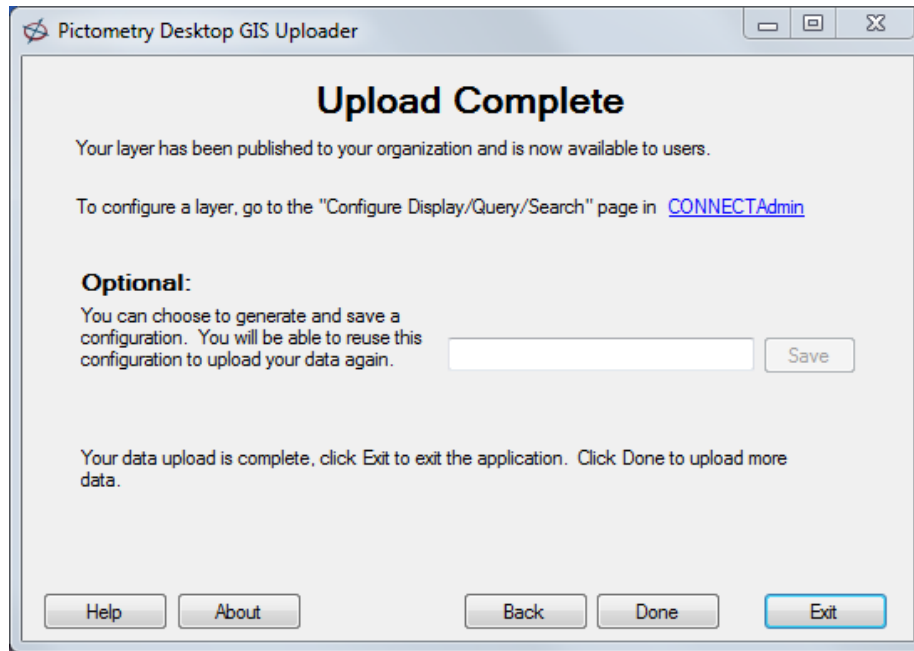 Pictometry Desktop GIS Uploader
Upload Complete
Your layer has been published to your organization and is now available to users.
To configure a layer, go to the "Configure Display/Query/Search" page in CONNECTAdmin
Optional:
You can choose to generate and save a
configuration. You will be able to reuse this
configuration to upload your data again.
Save
Your data upload is complete, click Exit to exit the application. Click Done to upload more
data.
Help About Back Done Exit